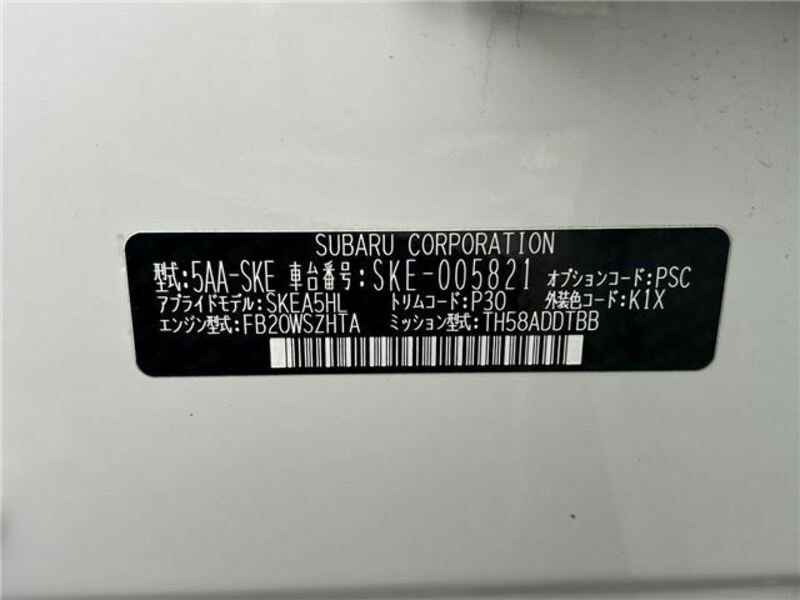 SUBARU CORPORATION
型式:5AA-SKE 車台番号:SKE-005821 オプションコード:PSC
アプライドモデル:SKEA5HL トリムコード:P30 外装色コード:K1X
エンジン型式:FB20WSZHTA ミッション型式:TH58ADDTBB